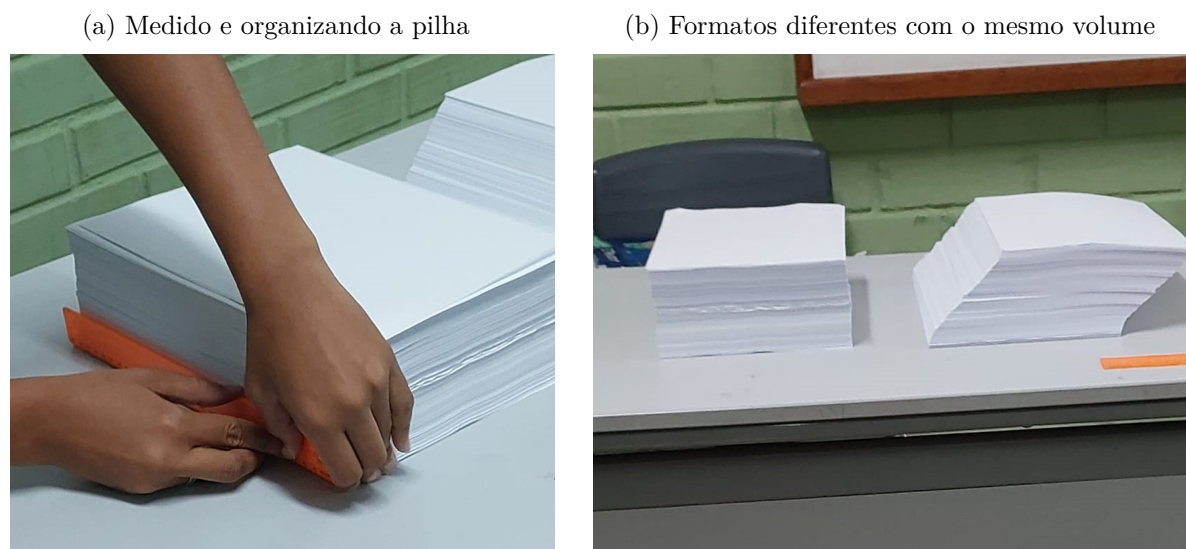 (a) Medido e organizando a pilha
(b) Formatos diferentes com o mesmo volume